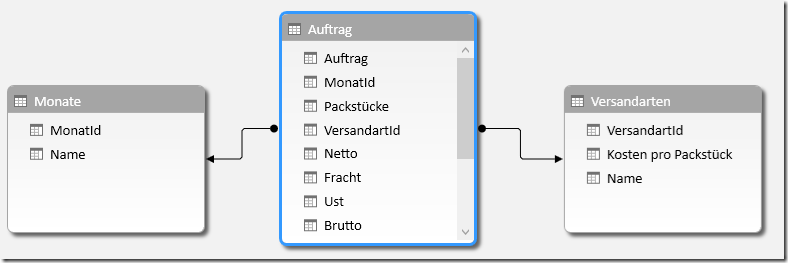 Monate
MonatId
Name
Auftrag
Auftrag
MonatId
Packstücke
VersandartId
Netto
Fracht
Ust
Brutto
Versandarten
VersandartId
Kosten pro Packstück
Name